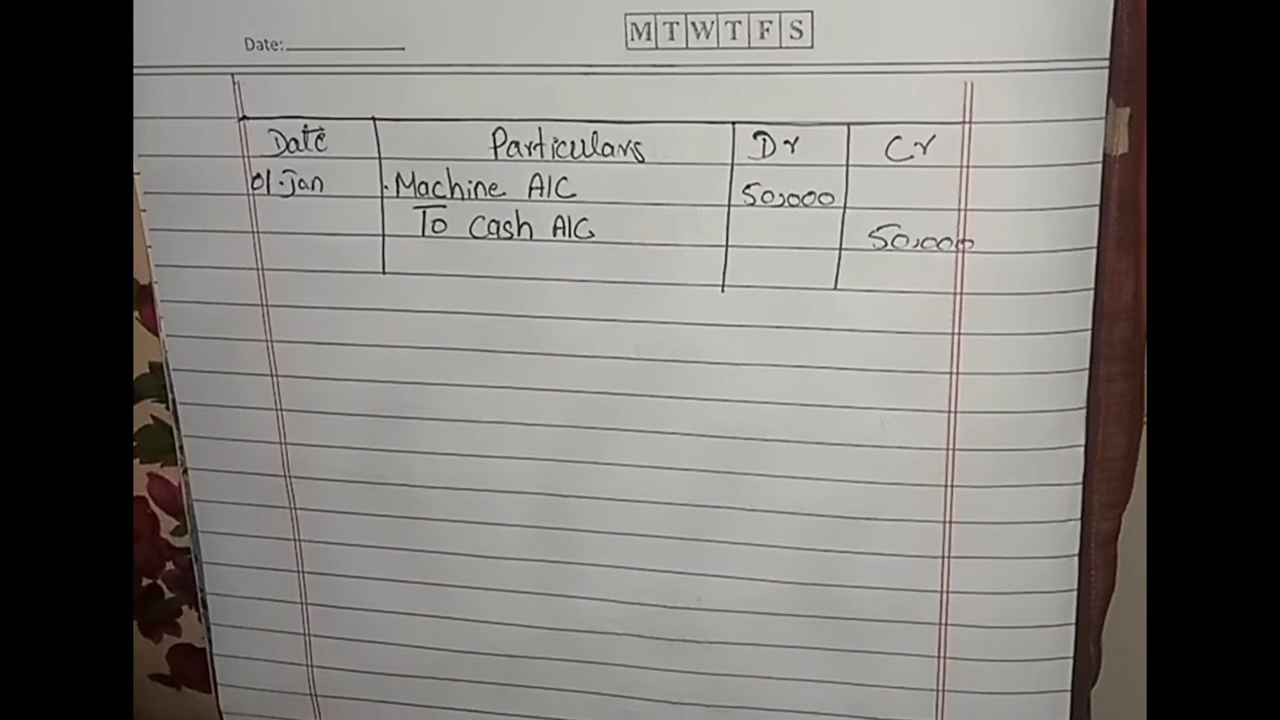 Date:
M T W T F S
Date Particulars Dr Cr
01-Jan Machine A/C 50,000
To Cash A/C 50,000